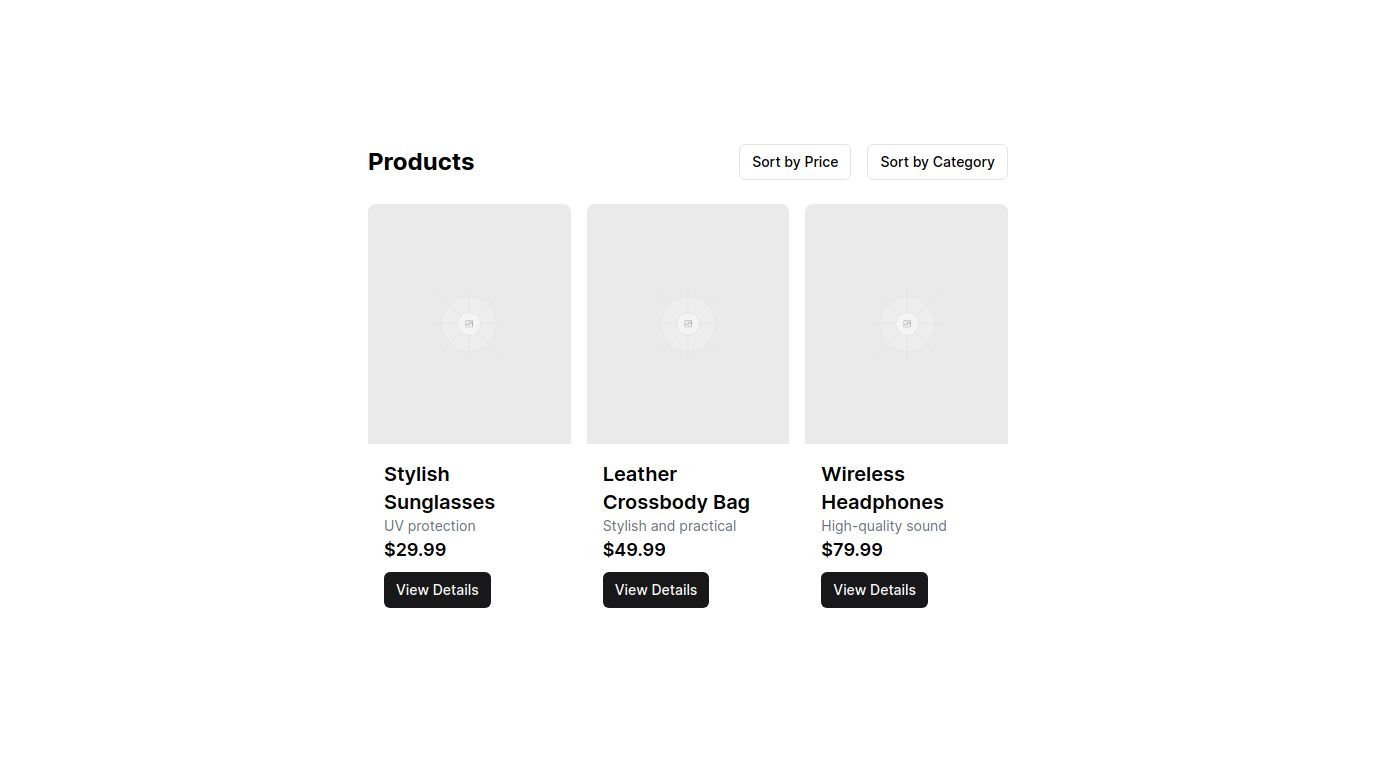 Products
Sort by Price
Sort by Category
Stylish
Sunglasses
UV protection
$29.99
View Details
Leather
Crossbody Bag
Stylish and practical
$49.99
View Details
Wireless
Headphones
High-quality sound
$79.99
View Details